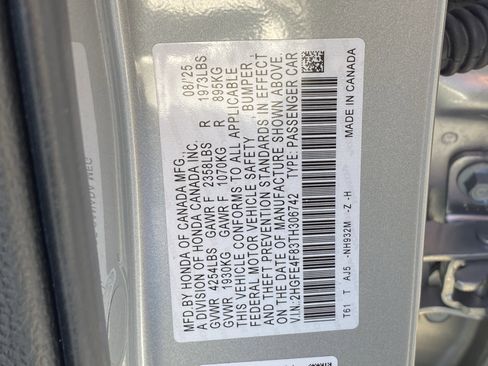 MFD. BY HONDA OF CANADA MFG., 08/'25
A DIVISION OF HONDA CANADA INC.
GVWR 4254LBS GAWR F 2358LBS R 1973LBS
GVWR 1930KG GAWR F 1070KG R 895KG
THIS VEHICLE CONFORMS TO ALL APPLICABLE
FEDERAL MOTOR VEHICLE SAFETY, BUMPER,
AND THEFT PREVENTION STANDARDS IN EFFECT
ON THE DATE OF MANUFACTURE SHOWN ABOVE.
V.I.N. 2HGFE4F83TH306742 TYPE: PASSENGER CAR
T61 T AJ5 -NH932M -Z -H MADE IN CANADA